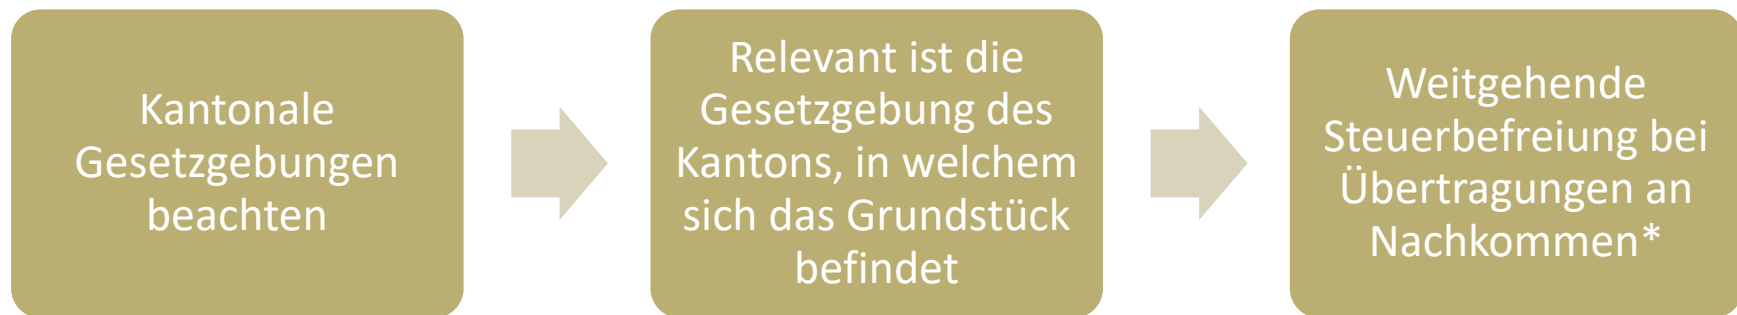 Kantonale
Gesetzgebungen
beachten
Relevant ist die
Gesetzgebung des
Kantons, in welchem
sich das Grundstück
befindet
Weitgehende
Steuerbefreiung bei
Übertragungen an
Nachkommen*